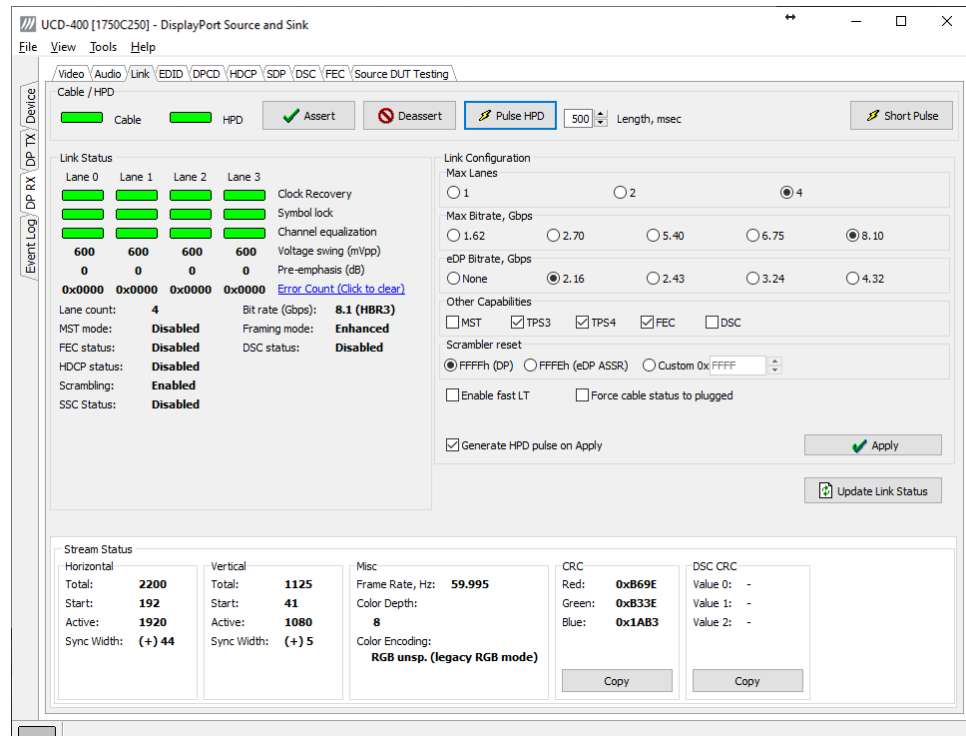 UCD-400 [1750C250] - DisplayPort Source and Sink
File View Tools Help
Video Audio Link EDID DPCD HDCP SDP DSC FEC Source DUT Testing
Device
DP TX
DP RX
Event Log
Cable / HPD
Cable HPD Assert Deassert Pulse HPD 500 Length, msec Short Pulse
Link Status
Lane 0 Lane 1 Lane 2 Lane 3
Clock Recovery
Symbol lock
Channel equalization
600 600 600 600 Voltage swing (mVpp)
0 0 0 0 Pre-emphasis (dB)
0x0000 0x0000 0x0000 0x0000 Error Count (Click to clear)
Lane count: 4 Bit rate (Gbps): 8.1 (HBR3)
MST mode: Disabled Framing mode: Enhanced
FEC status: Disabled DSC status: Disabled
HDCP status: Disabled
Scrambling: Enabled
SSC Status: Disabled
Link Configuration
Max Lanes
1 2 4
Max Bitrate, Gbps
1.62 2.70 5.40 6.75 8.10
eDP Bitrate, Gbps
None 2.16 2.43 3.24 4.32
Other Capabilities
MST TPS3 TPS4 FEC DSC
Scrambler reset
FFFFh (DP) FFFEh (eDP ASSR) Custom 0x FFFF
Enable fast LT Force cable status to plugged
Generate HPD pulse on Apply Apply
Update Link Status
Stream Status
Horizontal
Total: 2200
Start: 192
Active: 1920
Sync Width: (+) 44
Vertical
Total: 1125
Start: 41
Active: 1080
Sync Width: (+) 5
Misc
Frame Rate, Hz: 59.995
Color Depth:
8
Color Encoding:
RGB unsp. (legacy RGB mode)
CRC
Red: 0xB69E
Green: 0xB33E
Blue: 0x1AB3
Copy
DSC CRC
Value 0: -
Value 1: -
Value 2: -
Copy